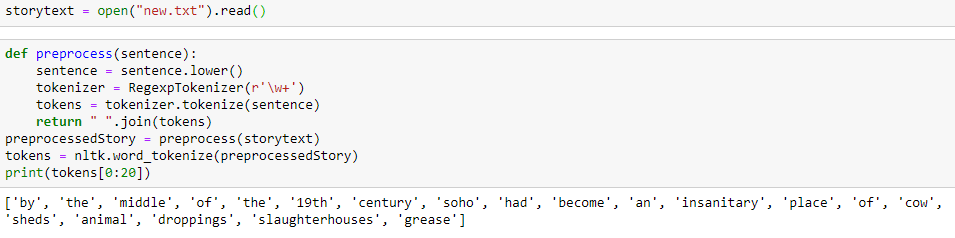 storytext = open("new.txt").read()
def preprocess(sentence):
    sentence = sentence.lower()
    tokenizer = RegexpTokenizer(r'\w+')
    tokens = tokenizer.tokenize(sentence)
    return " ".join(tokens)
preprocessedStory = preprocess(storytext)
tokens = nltk.word_tokenize(preprocessedStory)
print(tokens[0:20])
['by', 'the', 'middle', 'of', 'the', '19th', 'century', 'soho', 'had', 'become', 'an', 'insanitary', 'place', 'of', 'cow',
'sheds', 'animal', 'droppings', 'slaughterhouses', 'grease']